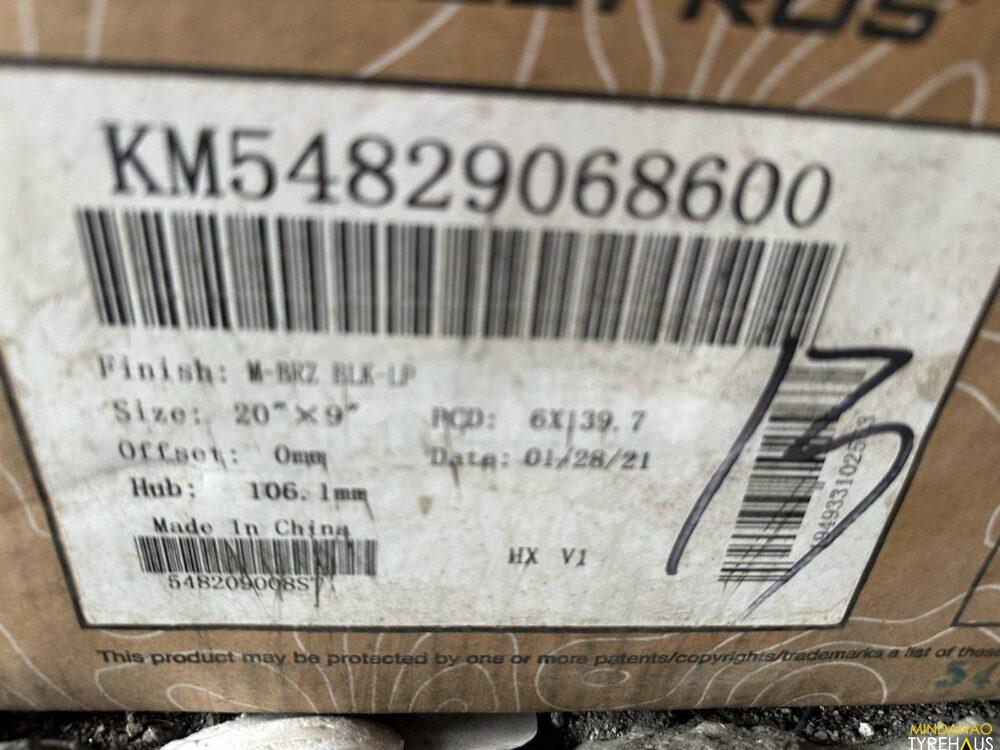 KM54829068600
Finish: M-BRZ BLK-LP
Size: 20"×9" PCD: 6X139.7
Offset: 0mm Date: 01/28/21
Hub: 106.1mm
Made In China
HX V1
13
This product may be protected by one or more patents/copyrights/trademarks a list of these
MINDANAO
TYREHAUS